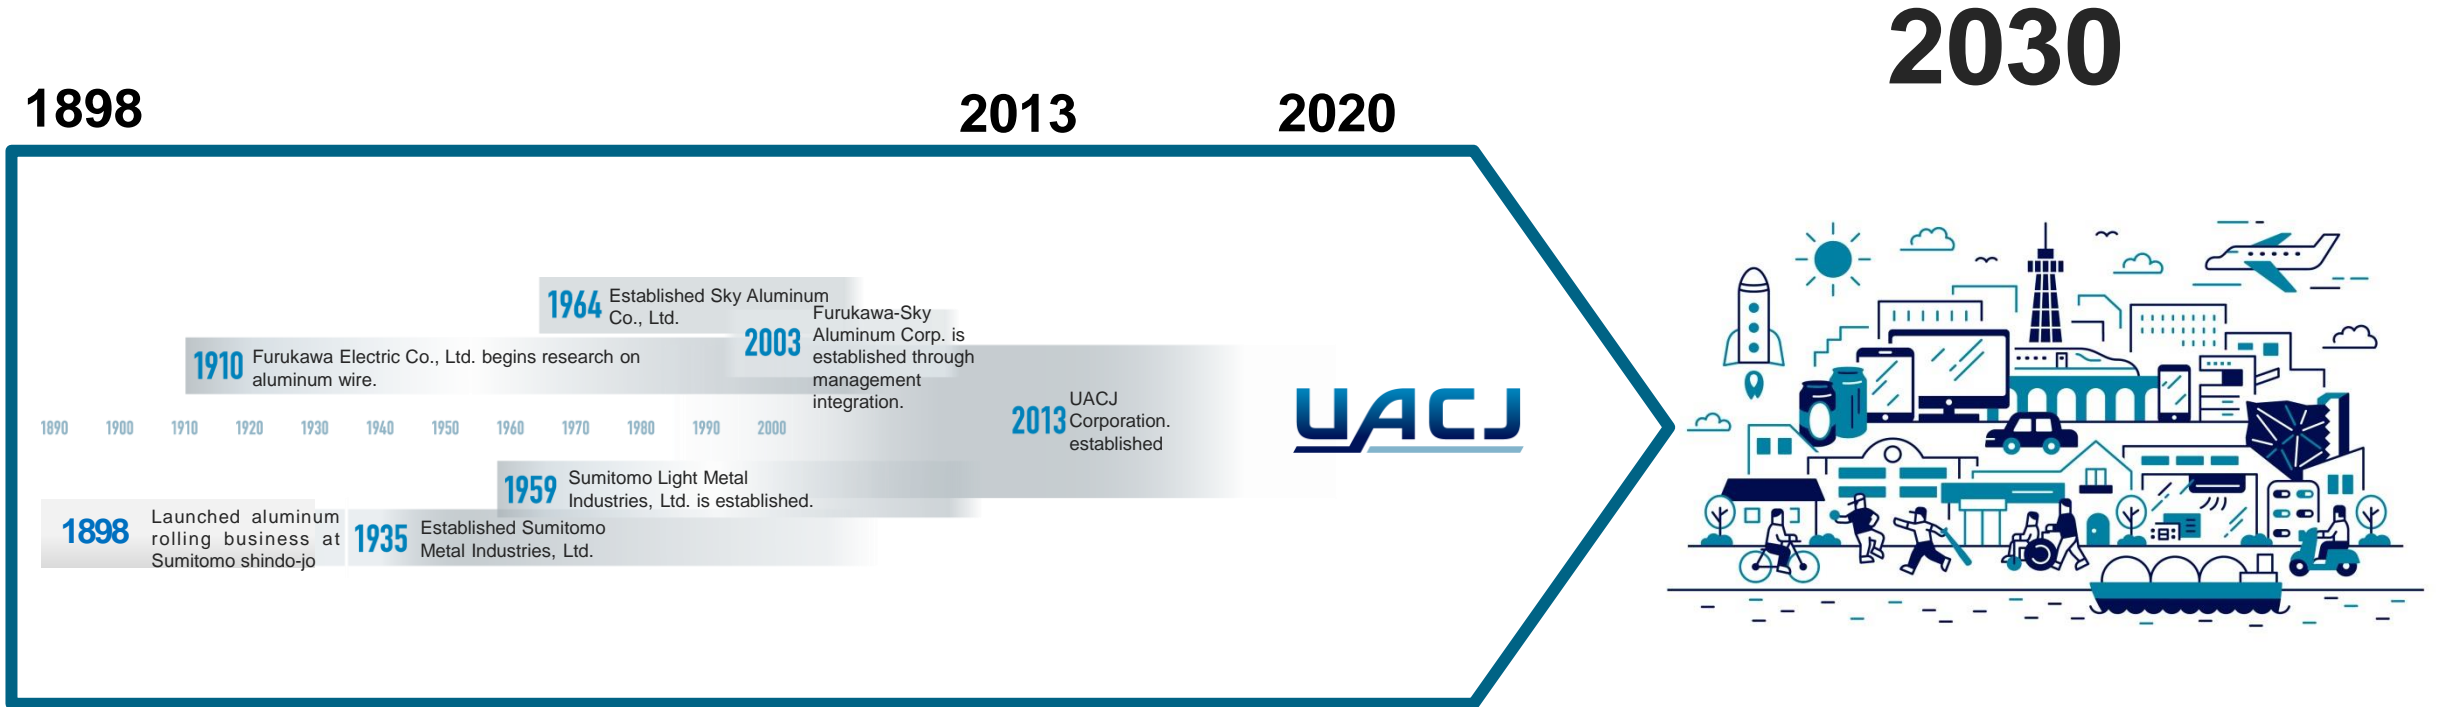 2030
1898
2013
2020
1964
Established Sky Aluminum
Co., Ltd.
2003
Furukawa-Sky
Aluminum Corp. is
established through
management
integration.
1910
Furukawa Electric Co., Ltd. begins research on
aluminum wire.
2013
UACJ
Corporation.
established
UACJ
1890 1900 1910 1920 1930 1940 1950 1960 1970 1980 1990 2000
1959
Sumitomo Light Metal
Industries, Ltd. is established.
1898
Launched aluminum
rolling business at
Sumitomo shindo-jo
1935
Established Sumitomo
Metal Industries, Ltd.